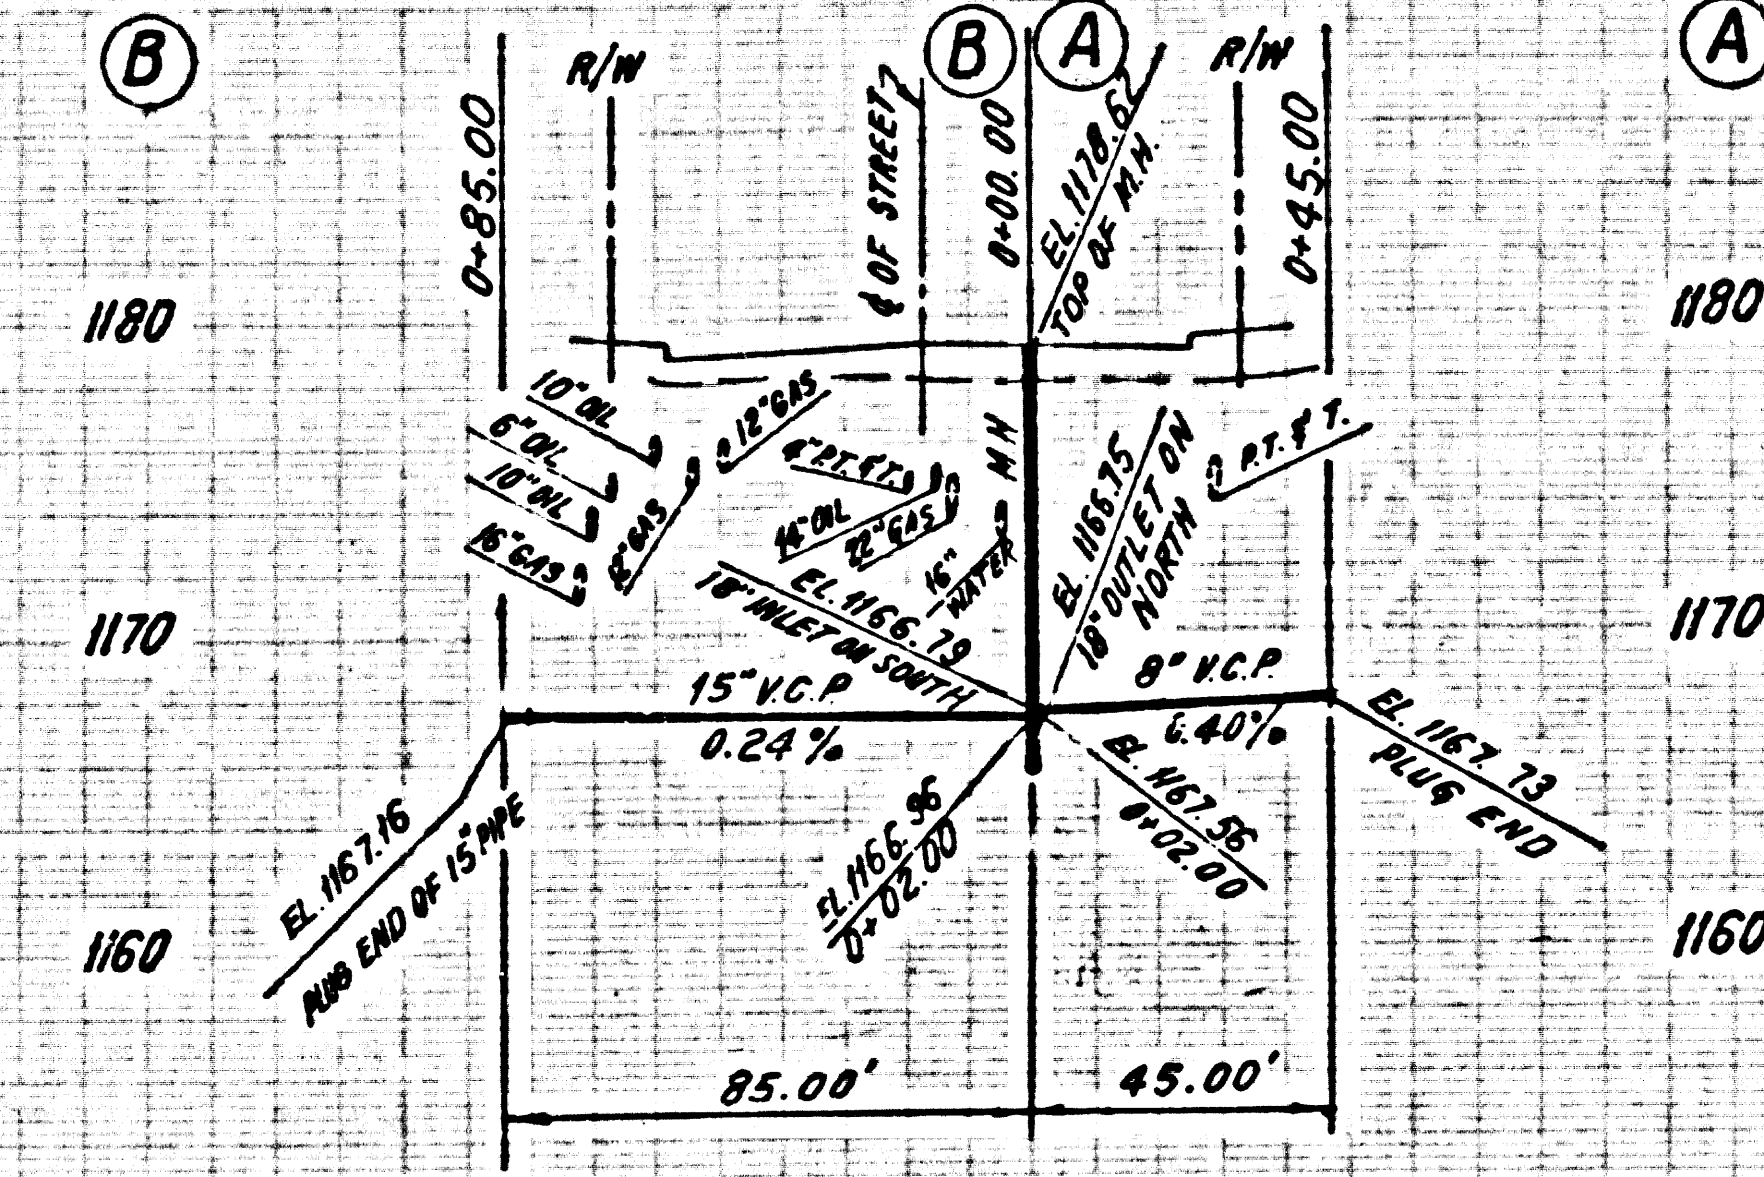 B
R/W
B
A
R/W
A
0+85.00
℄ OF STREET
0+00.00
EL. 1178.62
TOP OF M.H.
0+45.00
1180
1180
10" OIL
6" OIL
10" OIL
16" GAS
12" GAS
12" GAS
4" P.T. & T.
14" OIL
22" GAS
16"
WATER
M H
EL. 1166.75
18" OUTLET ON
NORTH
P.T. & T.
1170
1170
EL. 1166.79
18" INLET ON SOUTH
15" V.C.P
0.24 %
8" V.C.P.
0.40%
EL. 1167.73
PLUG END
EL. 1167.16
PLUG END OF 15" PIPE
EL. 1166.96
0+02.00
EL. 1167.56
0+02.00
1160
1160
85.00'
45.00'